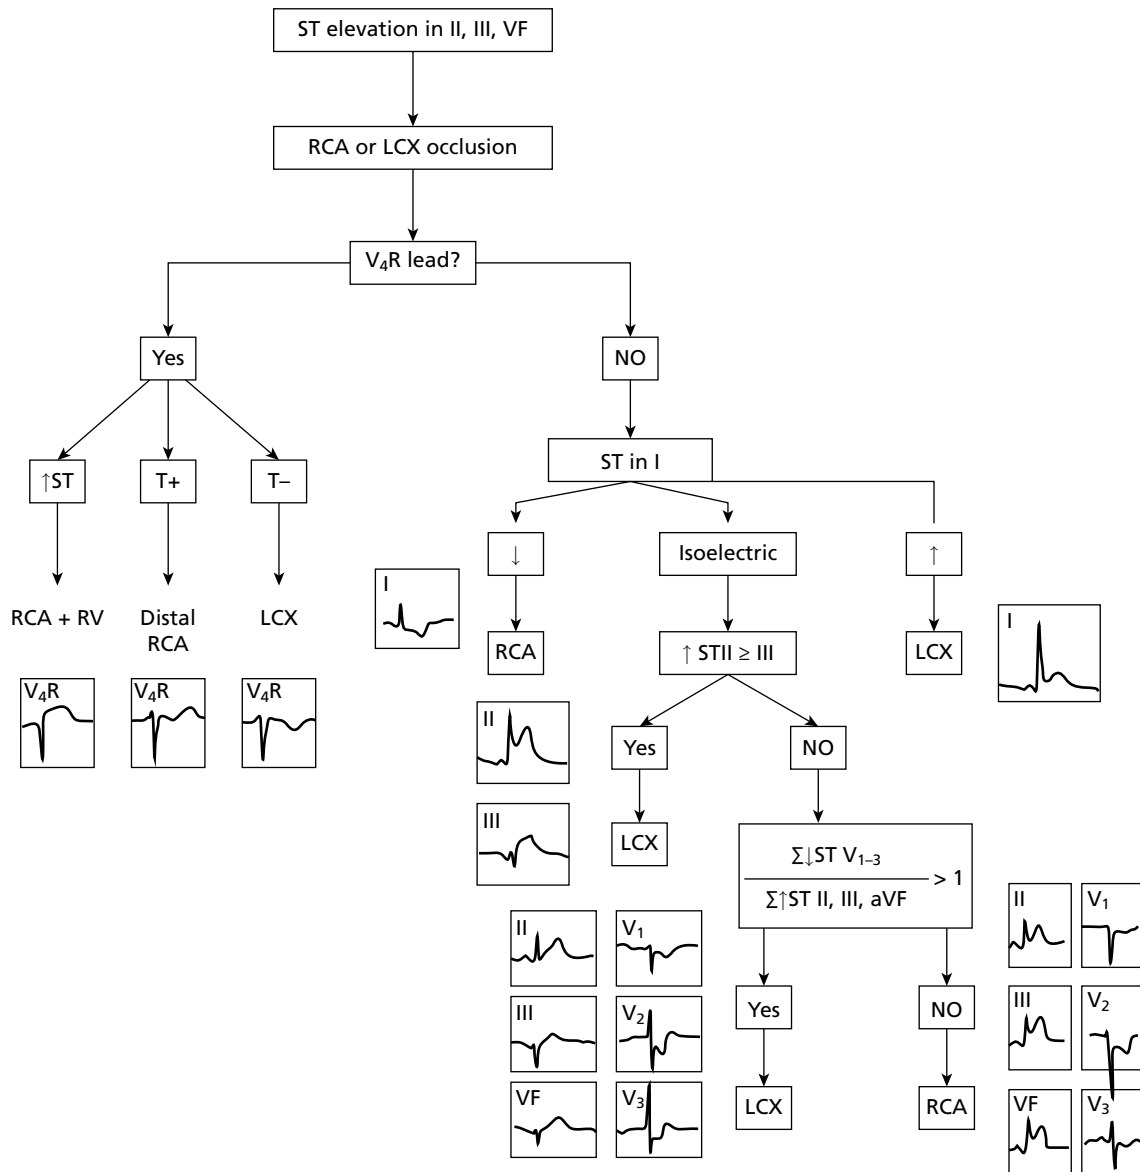 ST elevation in II, III, VF
RCA or LCX occlusion
V₄R lead?
Yes
NO
↑ST
T+
T−
ST in I
↓
Isoelectric
↑
RCA + RV
Distal
RCA
LCX
I
RCA
↑ STII ≥ III
LCX
I
V₄R
V₄R
V₄R
II
Yes
NO
III
LCX
Σ↓ST V₁₋₃
Σ↑ST II, III, aVF
> 1
II
V₁
III
V₂
VF
V₃
Yes
NO
LCX
RCA
II
V₁
III
V₂
VF
V₃